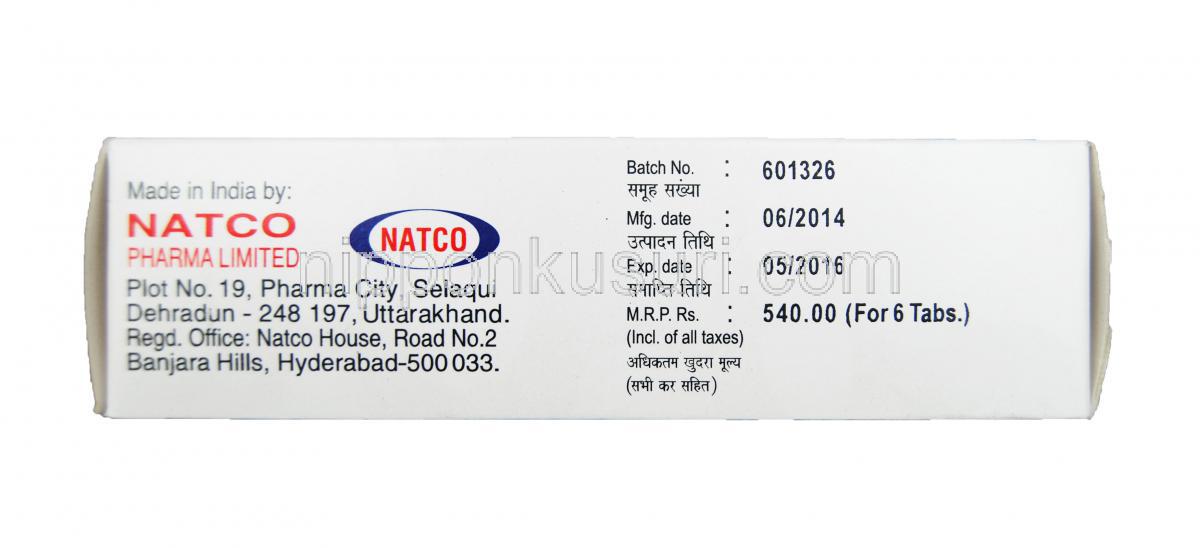 Made in India by:
NATCO
PHARMA LIMITED
NATCO
Plot No. 19, Pharma City, Selaqui
Dehradun - 248 197, Uttarakhand.
Regd. Office: Natco House, Road No.2
Banjara Hills, Hyderabad-500 033.
Batch No. : 601326
समूह सख्या
Mfg. date : 06/2014
उत्पादन तिथि
Exp. date : 05/2016
समाप्ति तिथि
M.R.P. Rs. : 540.00 (For 6 Tabs.)
(Incl. of all taxes)
अधिकतम खुदरा मूल्य
(सभी कर सहित)
nipponkusuri.com